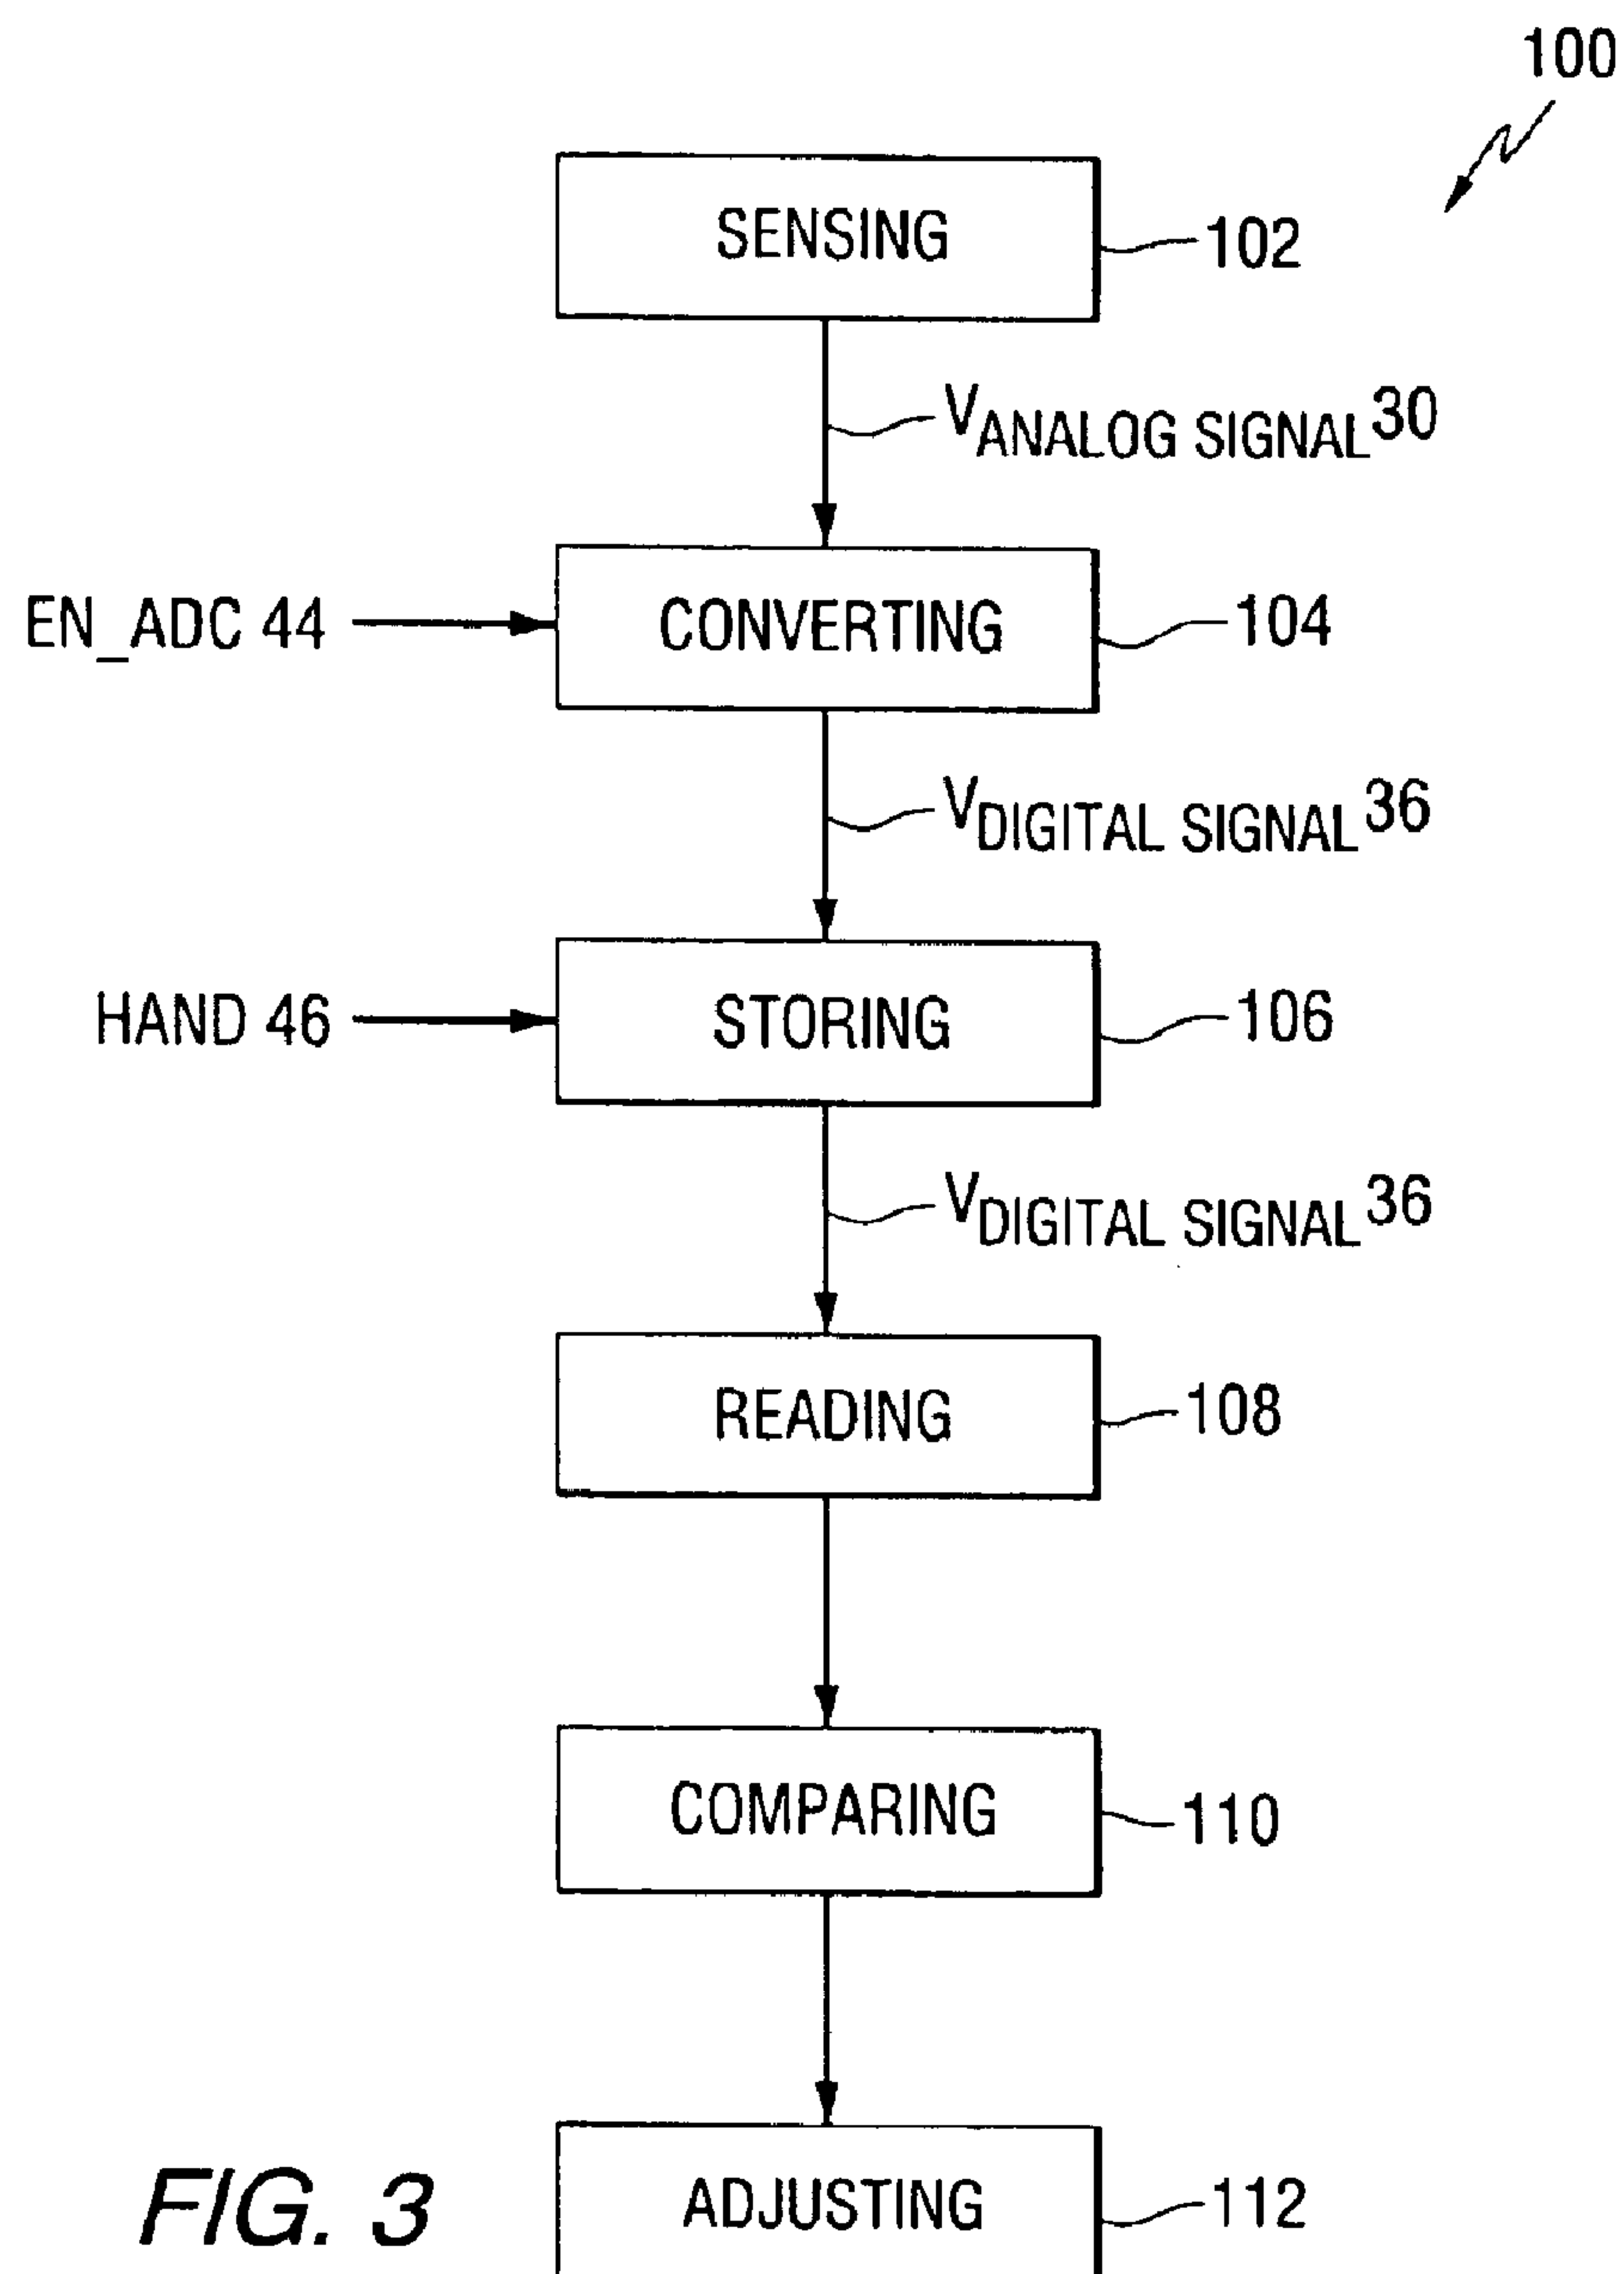 100
SENSING
102
VANALOG SIGNAL30
EN_ADC 44
CONVERTING
104
VDIGITAL SIGNAL36
HAND 46
STORING
106
VDIGITAL SIGNAL36
READING
108
COMPARING
110
ADJUSTING
112
FIG. 3